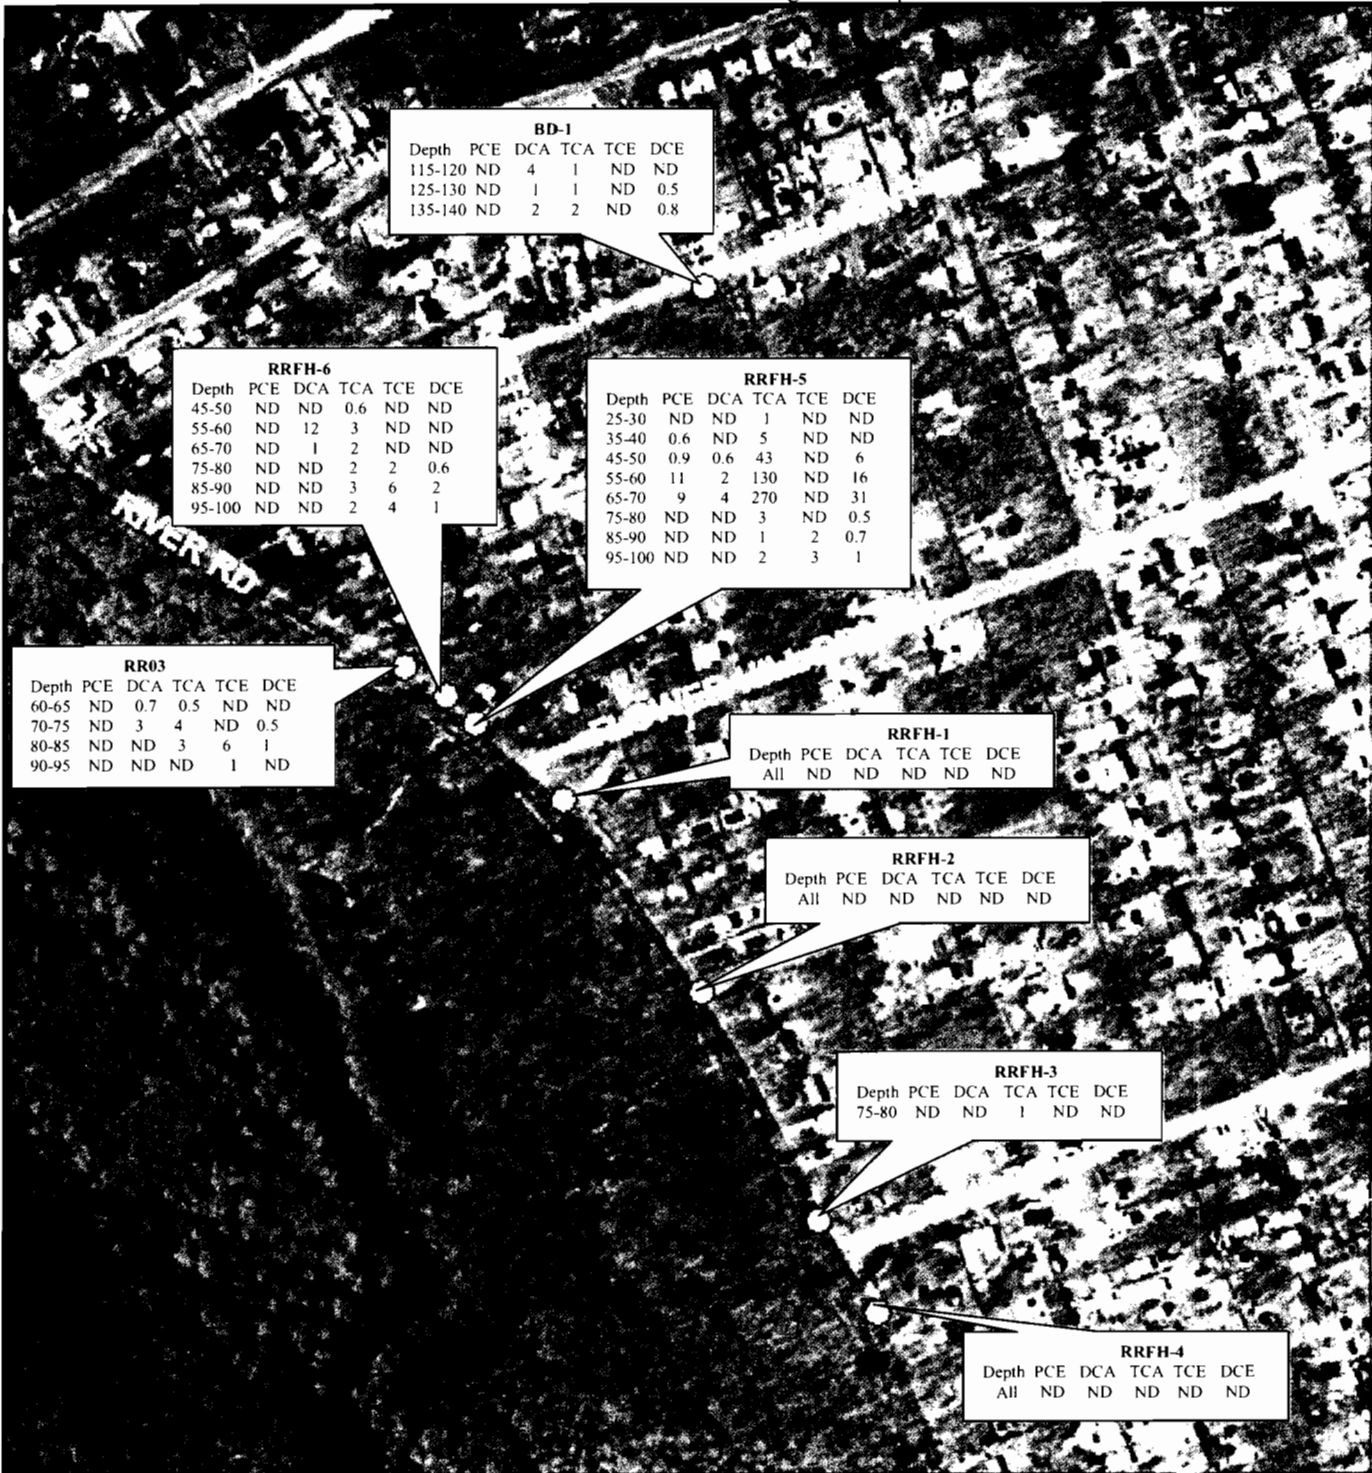 BD-1
Depth PCE DCA TCA TCE DCE
115-120 ND 4 1 ND ND
125-130 ND 1 1 ND 0.5
135-140 ND 2 2 ND 0.8
RRFH-6
Depth PCE DCA TCA TCE DCE
45-50 ND ND 0.6 ND ND
55-60 ND 12 3 ND ND
65-70 ND 1 2 ND ND
75-80 ND ND 2 2 0.6
85-90 ND ND 3 6 2
95-100 ND ND 2 4 1
RRFH-5
Depth PCE DCA TCA TCE DCE
25-30 ND ND 1 ND ND
35-40 0.6 ND 5 ND ND
45-50 0.9 0.6 43 ND 6
55-60 11 2 130 ND 16
65-70 9 4 270 ND 31
75-80 ND ND 3 ND 0.5
85-90 ND ND 1 2 0.7
95-100 ND ND 2 3 1
RIVER RD
RR03
Depth PCE DCA TCA TCE DCE
60-65 ND 0.7 0.5 ND ND
70-75 ND 3 4 ND 0.5
80-85 ND ND 3 6 1
90-95 ND ND ND 1 ND
RRFH-1
Depth PCE DCA TCA TCE DCE
All ND ND ND ND ND
RRFH-2
Depth PCE DCA TCA TCE DCE
All ND ND ND ND ND
RRFH-3
Depth PCE DCA TCA TCE DCE
75-80 ND ND 1 ND ND
RRFH-4
Depth PCE DCA TCA TCE DCE
All ND ND ND ND ND